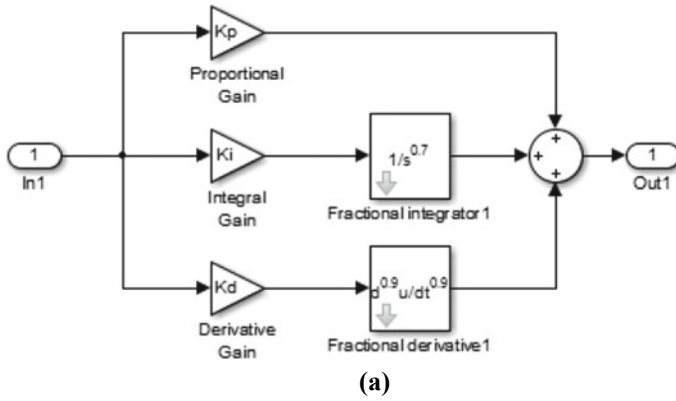 Kp
Proportional
Gain
1
In1
Ki
Integral
Gain
1/s^0.7
Fractional integrator1
+
+
+
1
Out1
Kd
Derivative
Gain
d^0.9 u/dt^0.9
Fractional derivative1
(a)